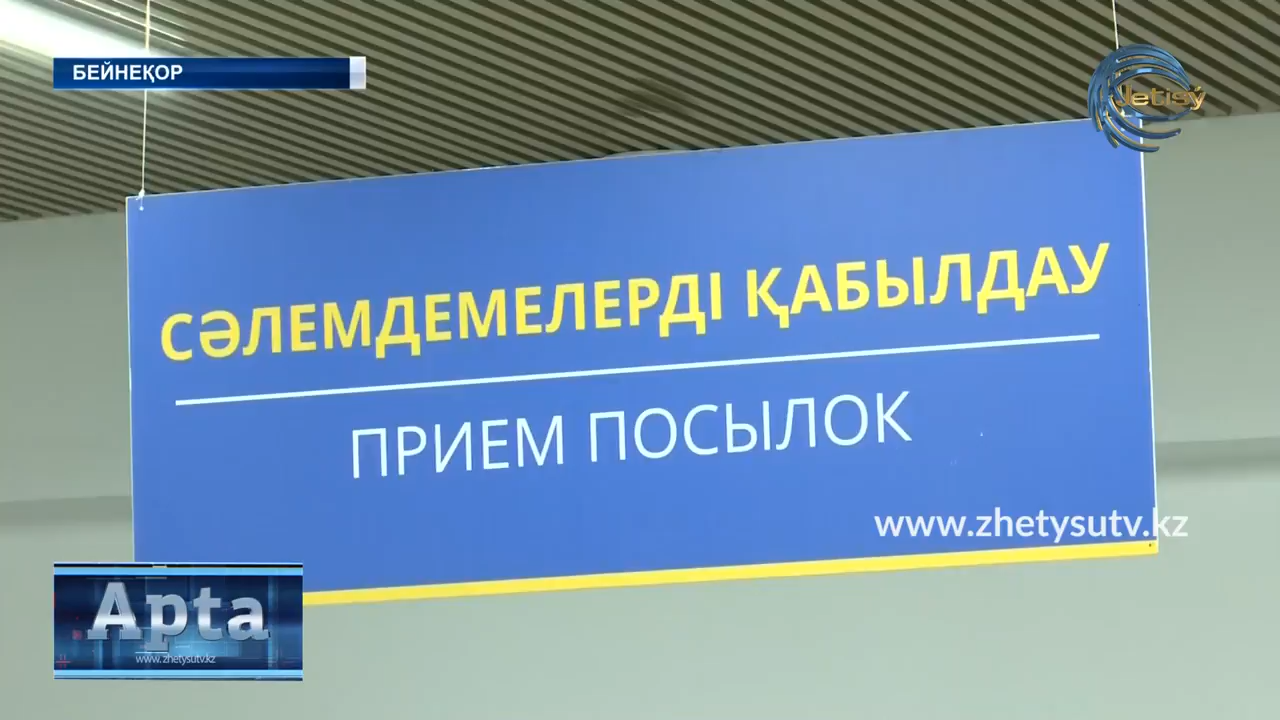 БЕЙНЕҚОР
Jetisý
СӘЛЕМДЕМЕЛЕРДІ ҚАБЫЛДАУ
ПРИЕМ ПОСЫЛОК
www.zhetysutv.kz
Apta
www.zhetysutv.kz